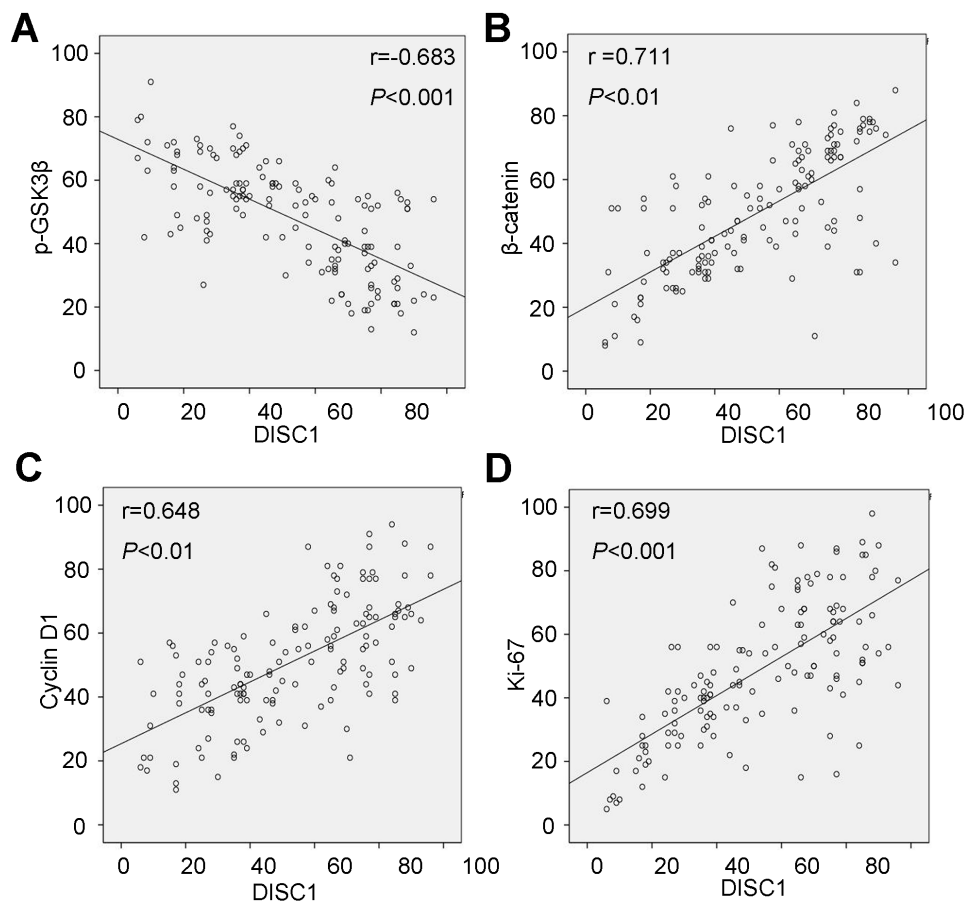 A
r=-0.683
P<0.001
100
80
60
40
20
0
p-GSK3β
0 20 40 60 80
DISC1
B
r =0.711
P<0.01
100
80
60
40
20
0
β-catenin
0 20 40 60 80 100
DISC1
C
r=0.648
P<0.01
100
80
60
40
20
0
Cyclin D1
0 20 40 60 80 100
DISC1
D
r=0.699
P<0.001
100
80
60
40
20
0
Ki-67
0 20 40 60 80
DISC1